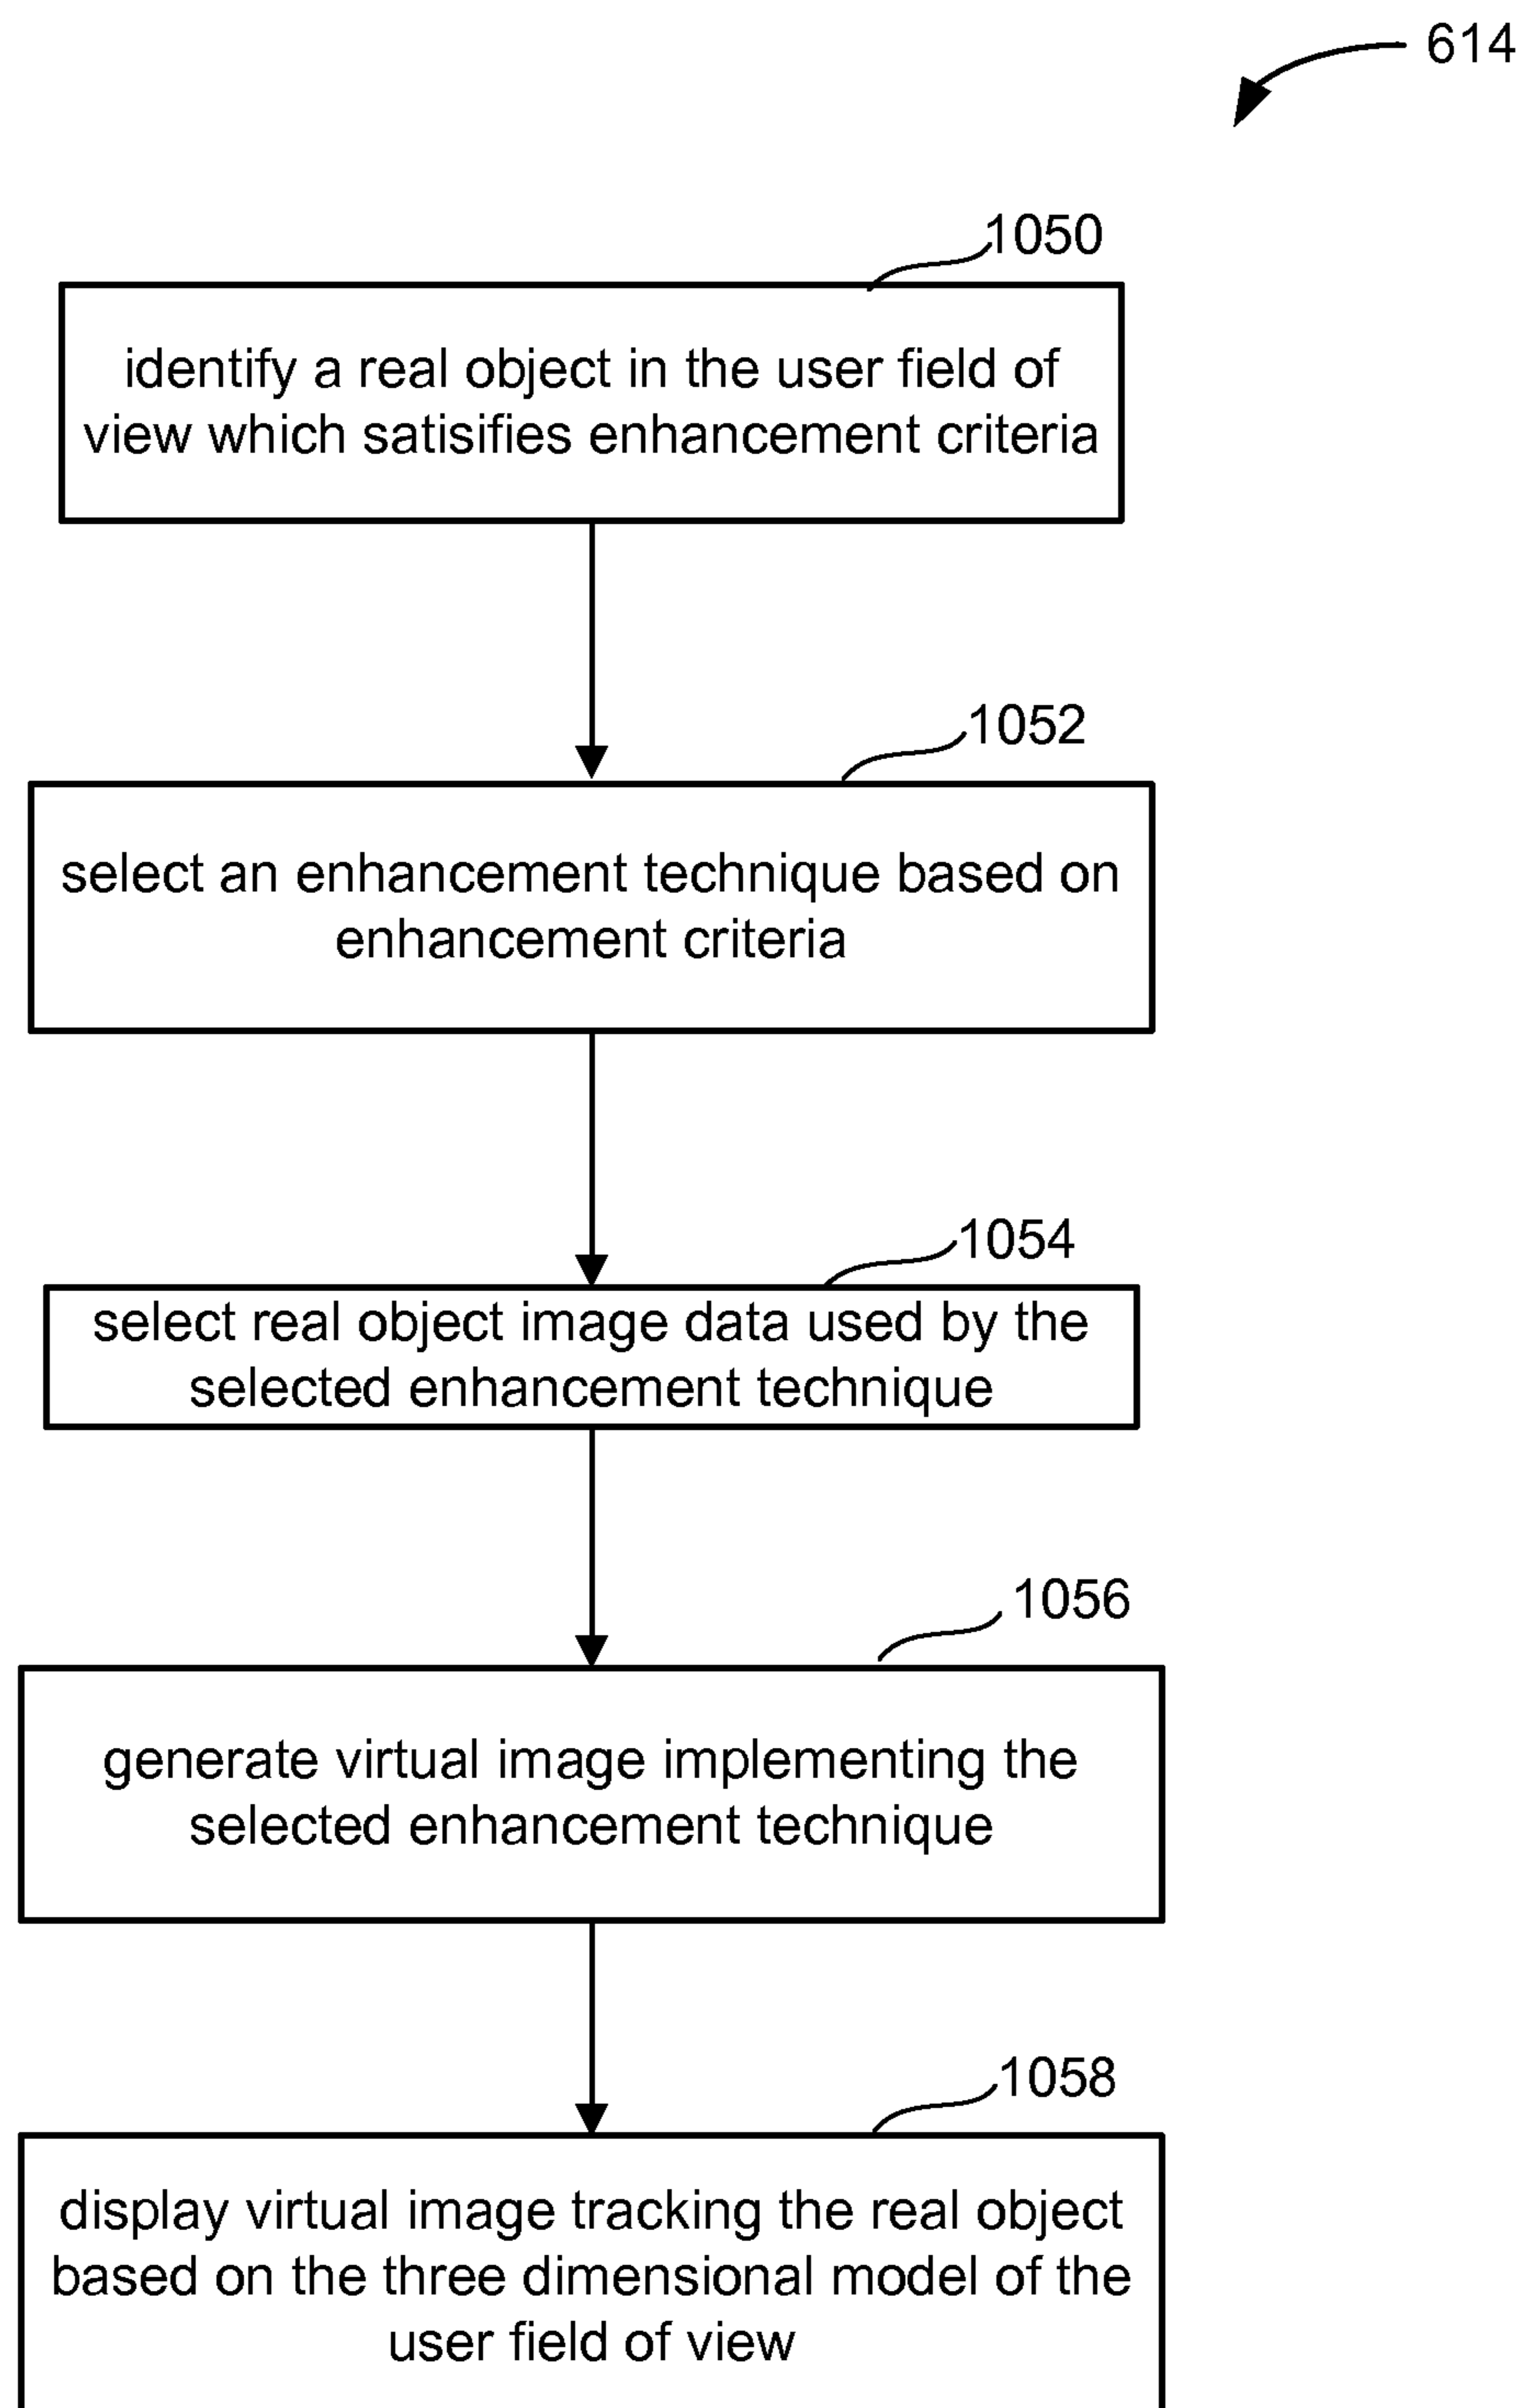 614
1050
identify a real object in the user field of
view which satisifies enhancement criteria
1052
select an enhancement technique based on
enhancement criteria
1054
select real object image data used by the
selected enhancement technique
1056
generate virtual image implementing the
selected enhancement technique
1058
display virtual image tracking the real object
based on the three dimensional model of the
user field of view